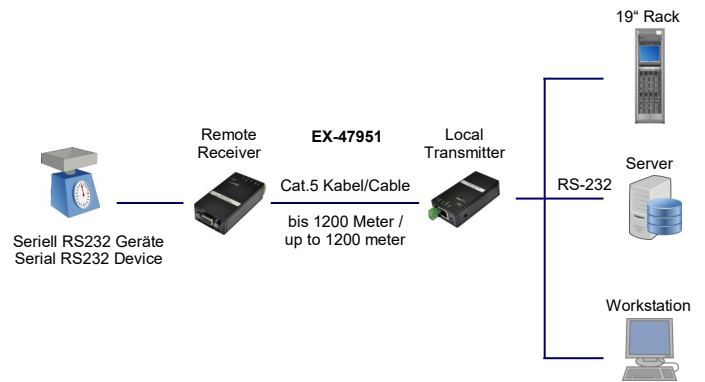 19“ Rack
Remote
Receiver
EX-47951
Local
Transmitter
Cat.5 Kabel/Cable
RS-232
Server
bis 1200 Meter /
up to 1200 meter
Seriell RS232 Geräte
Serial RS232 Device
Workstation